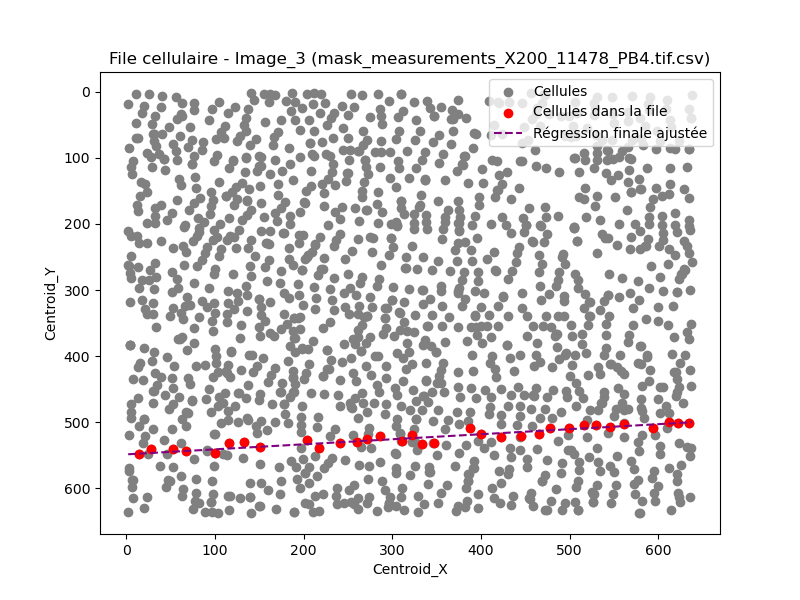 File cellulaire - Image_3 (mask_measurements_X200_11478_PB4.tif.csv)
Cellules
Cellules dans la file
Régression finale ajustée
0
100
200
300
400
500
600
Centroid_Y
0 100 200 300 400 500 600
Centroid_X